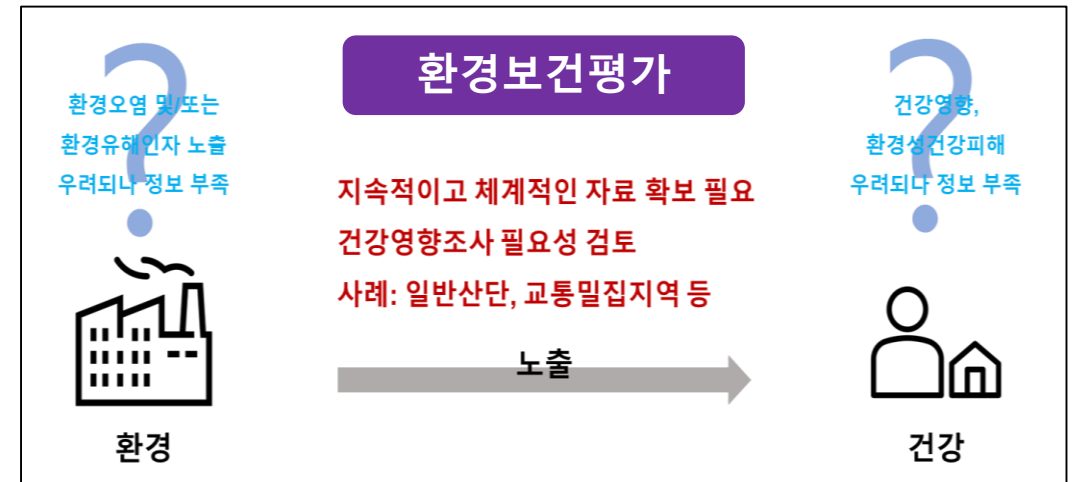 환경보건평가
환경오염 및/또는
환경유해인자 노출
우려되나 정보 부족
지속적이고 체계적인 자료 확보 필요
건강영향조사 필요성 검토
사례: 일반산단, 교통밀집지역 등
노출
건강영향,
환경성건강피해
우려되나 정보 부족
환경
건강